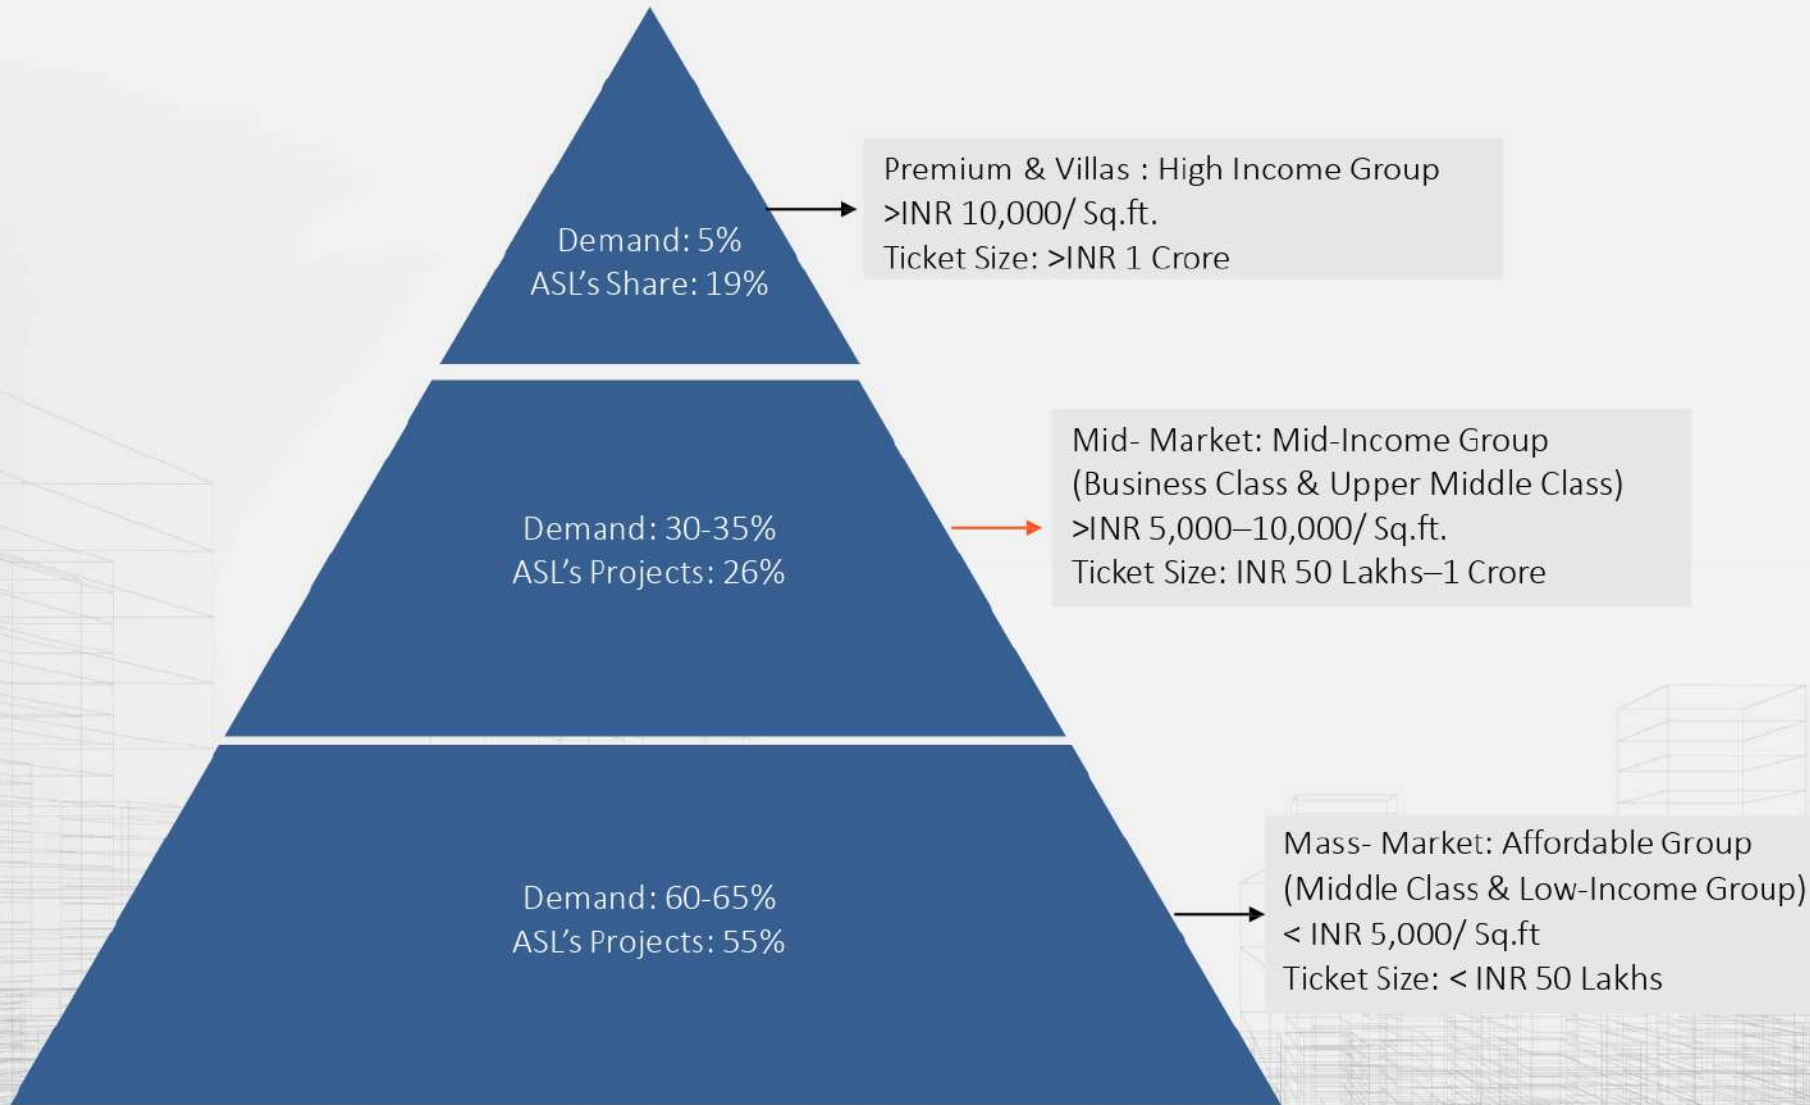 Demand: 5%
ASL's Share: 19%
Premium & Villas : High Income Group
>INR 10,000/ Sq.ft.
Ticket Size: >INR 1 Crore
Demand: 30-35%
ASL's Projects: 26%
Mid- Market: Mid-Income Group
(Business Class & Upper Middle Class)
>INR 5,000–10,000/ Sq.ft.
Ticket Size: INR 50 Lakhs–1 Crore
Demand: 60-65%
ASL's Projects: 55%
Mass- Market: Affordable Group
(Middle Class & Low-Income Group)
< INR 5,000/ Sq.ft
Ticket Size: < INR 50 Lakhs